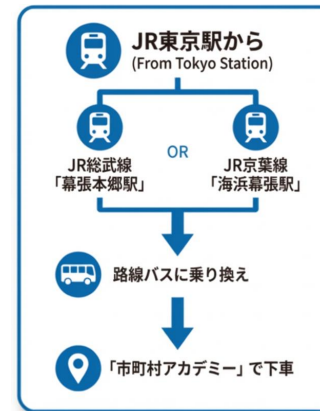 JR東京駅から
(From Tokyo Station)
JR総武線
「幕張本郷駅」
OR
JR京葉線
「海浜幕張駅」
路線バスに乗り換え
「市町村アカデミー」で下車